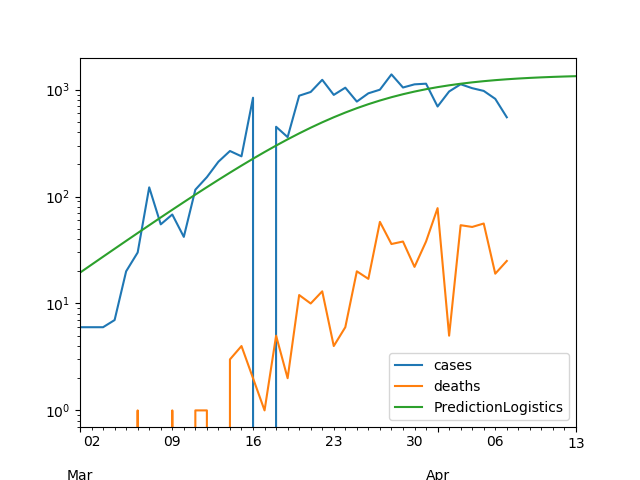 10³
10²
10¹
10⁰
cases
deaths
PredictionLogistics
02 09 16 23 30 06 13
Mar Apr